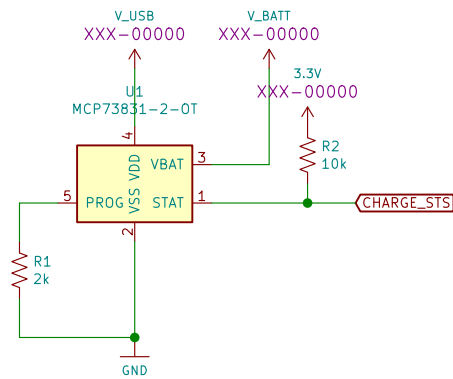 V_USB
XXX-00000
V_BATT
XXX-00000
3.3V
XXX-00000
U1
MCP73831-2-OT
4
VDD
VBAT
3
R2
10k
5
PROG
VSS
STAT
1
CHARGE_STS
2
R1
2k
GND